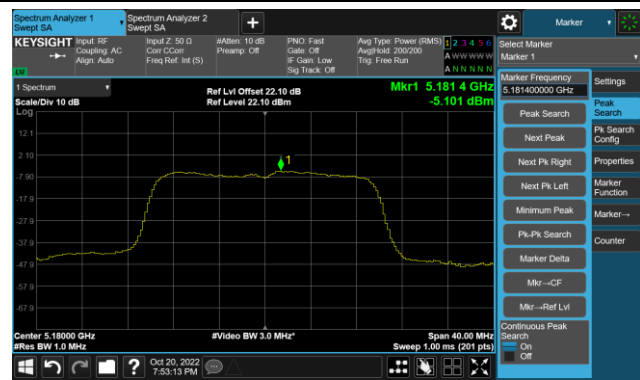 Spectrum Analyzer 1
Swept SA
Spectrum Analyzer 2
Swept SA
+
Marker
KEYSIGHT
Input: RF
Coupling: AC
Align: Auto
Input Z: 50 Ω
Corr CCorr
Freq Ref: Int (S)
#Atten: 10 dB
Preamp: Off
PNO: Fast
Gate: Off
IF Gain: Low
Sig Track: Off
Avg Type: Power (RMS)
Avg|Hold: 200/200
Trig: Free Run
1 2 3 4 5 6
A W W W W W
A N N N N N
Select Marker
Marker 1
LW
1 Spectrum
Scale/Div 10 dB
Log
Ref Lvl Offset 22.10 dB
Ref Level 22.10 dBm
Mkr1 5.181 4 GHz
-5.101 dBm
12.1
2.10
-7.90
-17.9
-27.9
-37.9
-47.9
-57.9
-67.9
1
Center 5.18000 GHz
#Res BW 1.0 MHz
#Video BW 3.0 MHz*
Span 40.00 MHz
Sweep 1.00 ms (201 pts)
Marker Frequency
5.181400000 GHz
Peak Search
Next Peak
Next Pk Right
Next Pk Left
Minimum Peak
Pk-Pk Search
Marker Delta
Mkr→CF
Mkr→Ref Lvl
Continuous Peak
Search
On
Off
Settings
Peak
Search
Pk Search
Config
Properties
Marker
Function
Marker→
Counter
?
Oct 20, 2022
7:53:13 PM